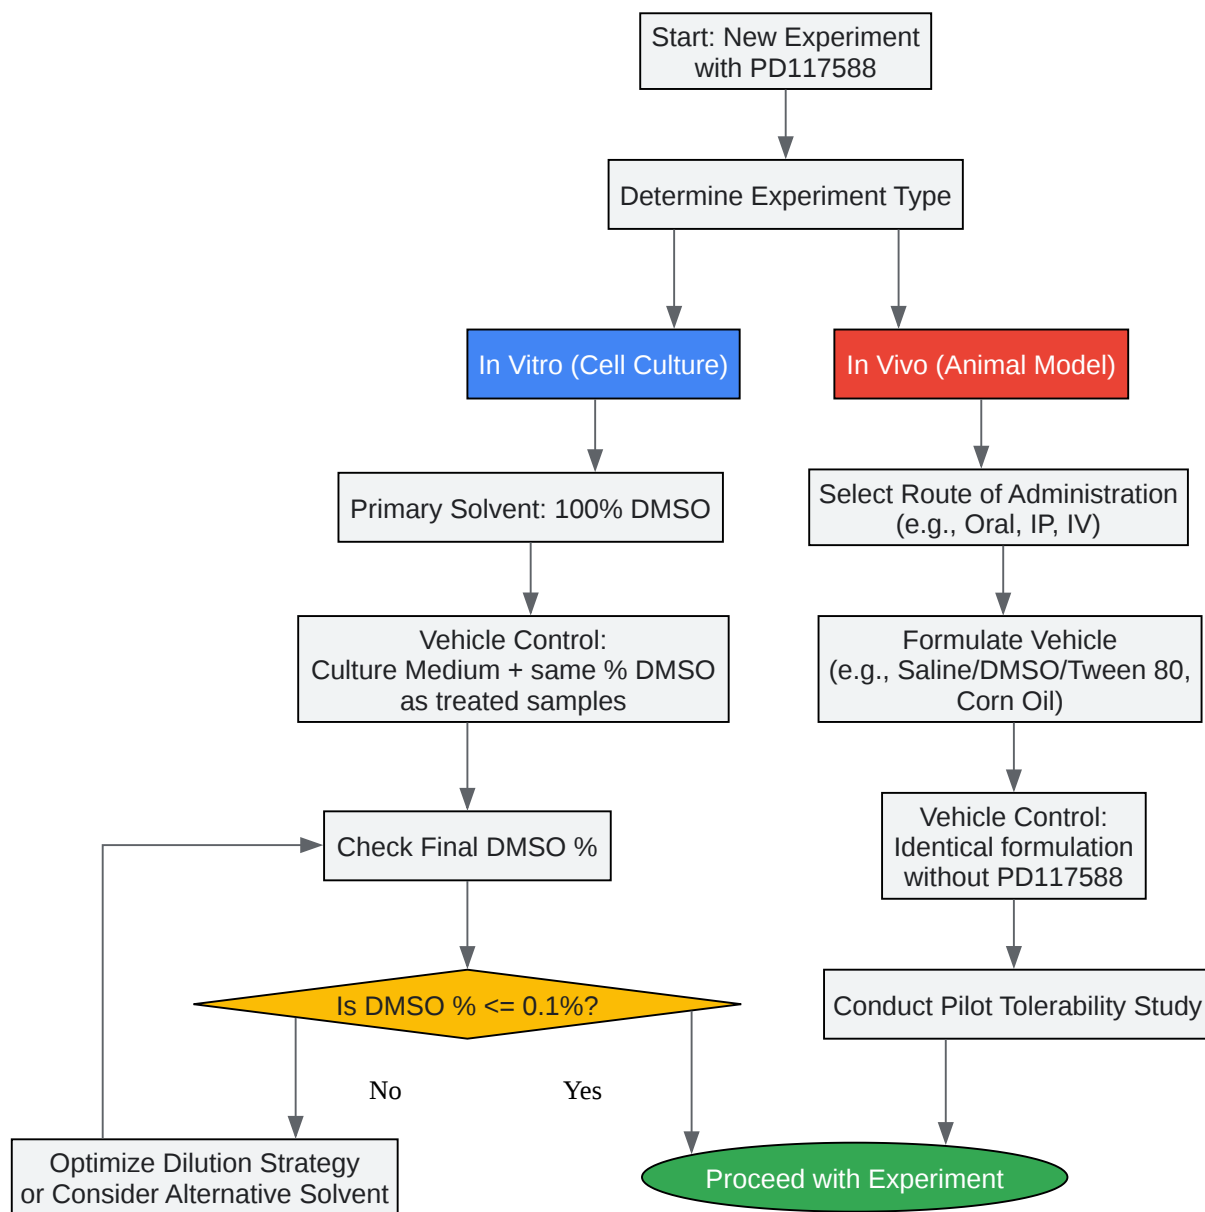 Start: New Experiment
with PD117588
Determine Experiment Type
In Vitro (Cell Culture)
In Vivo (Animal Model)
Primary Solvent: 100% DMSO
Select Route of Administration
(e.g., Oral, IP, IV)
Vehicle Control:
Culture Medium + same % DMSO
as treated samples
Formulate Vehicle
(e.g., Saline/DMSO/Tween 80,
Corn Oil)
Check Final DMSO %
Vehicle Control:
Identical formulation
without PD117588
Is DMSO % <= 0.1%?
Conduct Pilot Tolerability Study
No
Yes
Optimize Dilution Strategy
or Consider Alternative Solvent
Proceed with Experiment